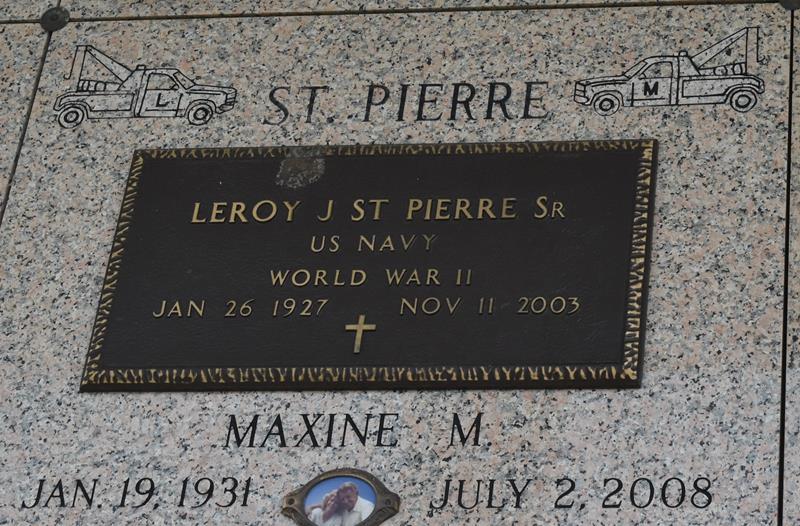 L ST. PIERRE M
LEROY J ST PIERRE SR
US NAVY
WORLD WAR II
JAN 26 1927 NOV 11 2003
MAXINE M
JAN. 19, 1931 JULY 2, 2008